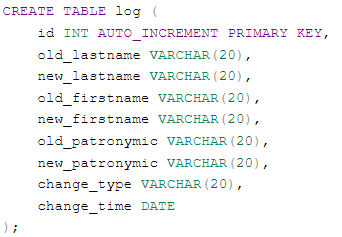 CREATE TABLE log (
    id INT AUTO_INCREMENT PRIMARY KEY,
    old_lastname VARCHAR(20),
    new_lastname VARCHAR(20),
    old_firstname VARCHAR(20),
    new_firstname VARCHAR(20),
    old_patronymic VARCHAR(20),
    new_patronymic VARCHAR(20),
    change_type VARCHAR(20),
    change_time DATE
);